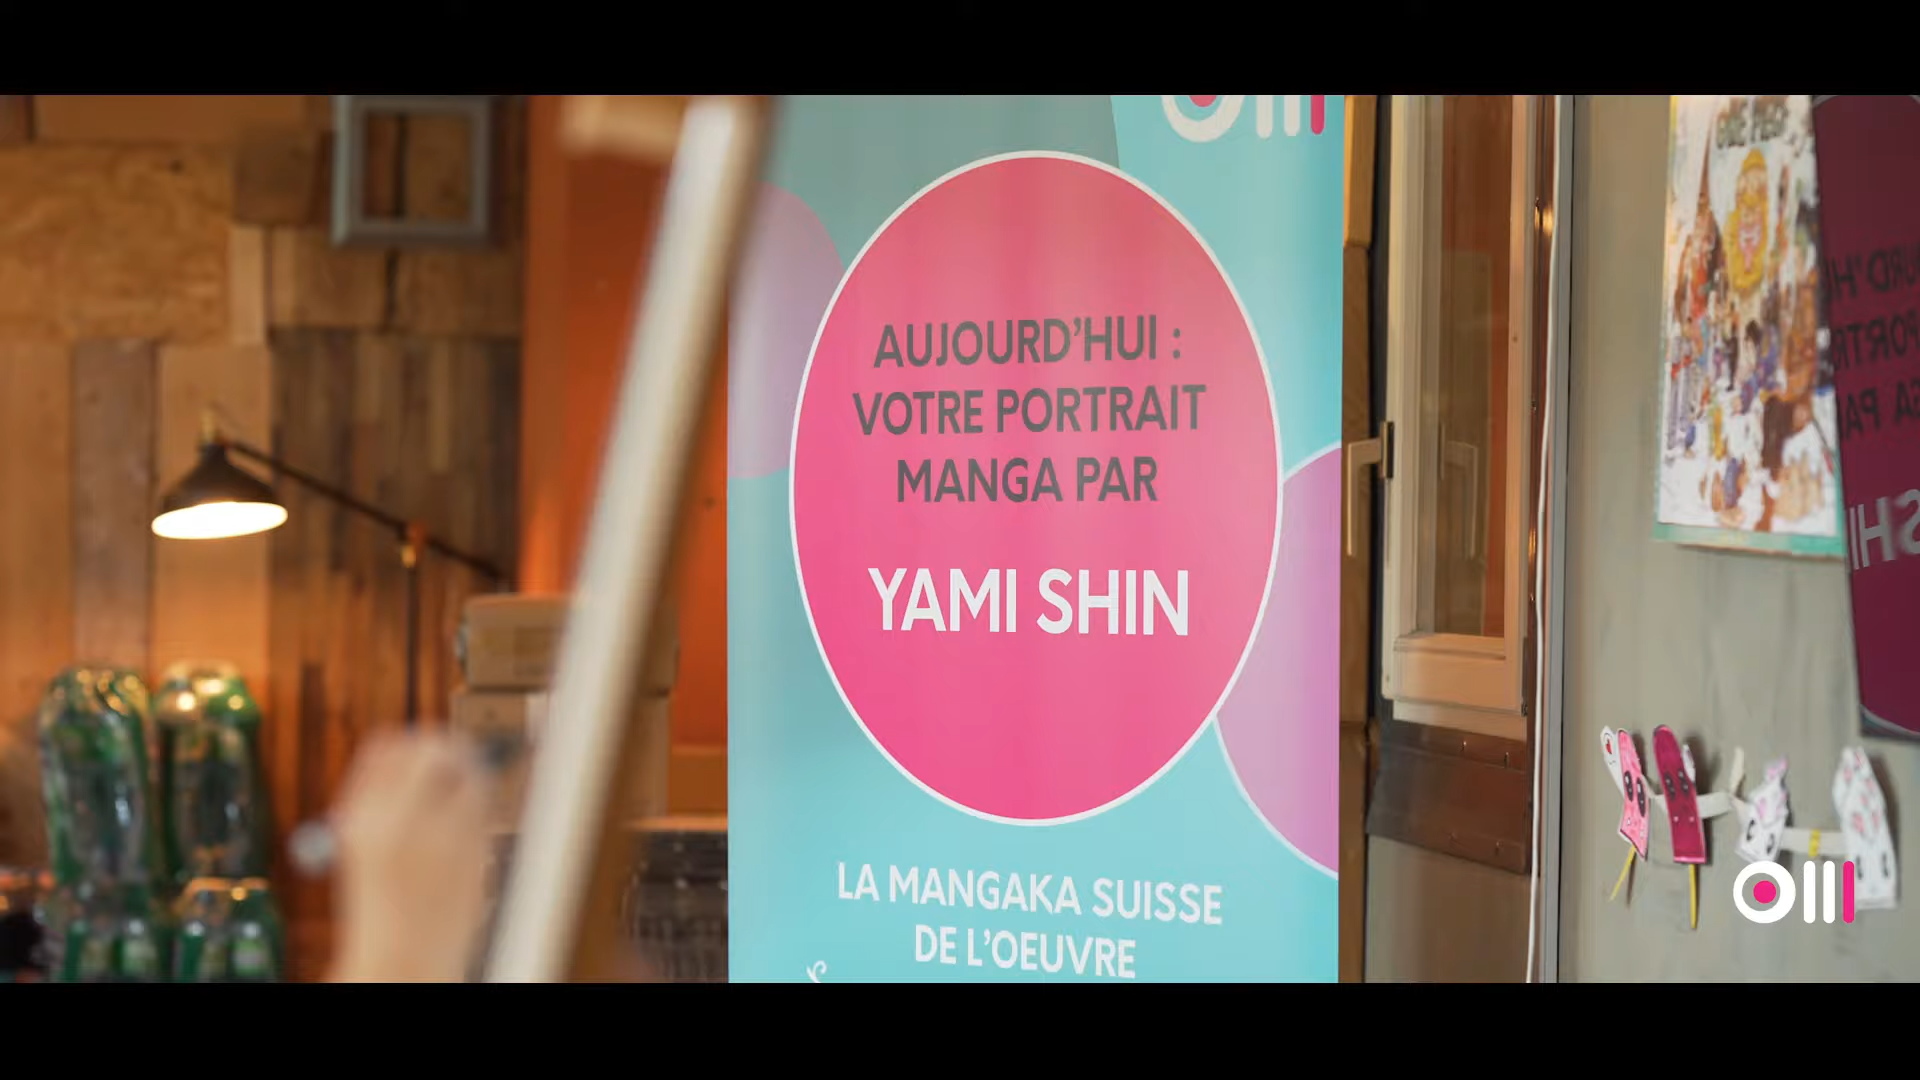 AUJOURD'HUI :
VOTRE PORTRAIT
MANGA PAR
YAMI SHIN
LA MANGAKA SUISSE
DE L'OEUVRE